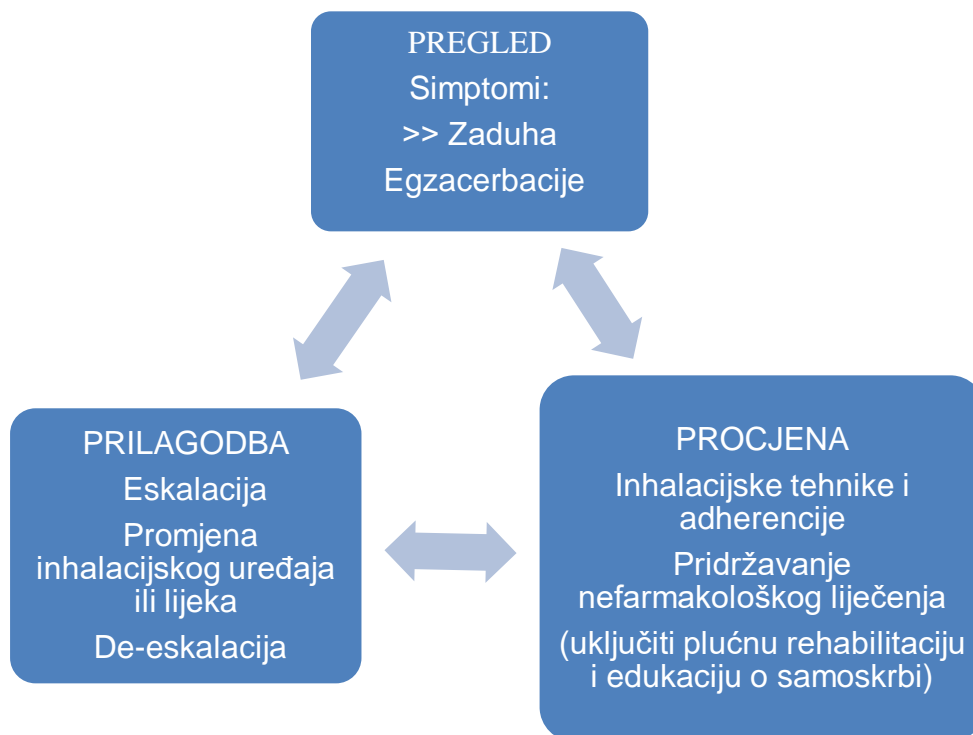 PREGLED
Simptomi:
>> Zaduha
Egzacerbacije
PRILAGODBA
Eskalacija
Promjena
inhalacijskog uređaja
ili lijeka
De-eskalacija
PROCJENA
Inhalacijske tehnike i
adherencije
Pridržavanje
nefarmakološkog liječenja
(uključiti plućnu rehabilitaciju
i edukaciju o samoskrbi)